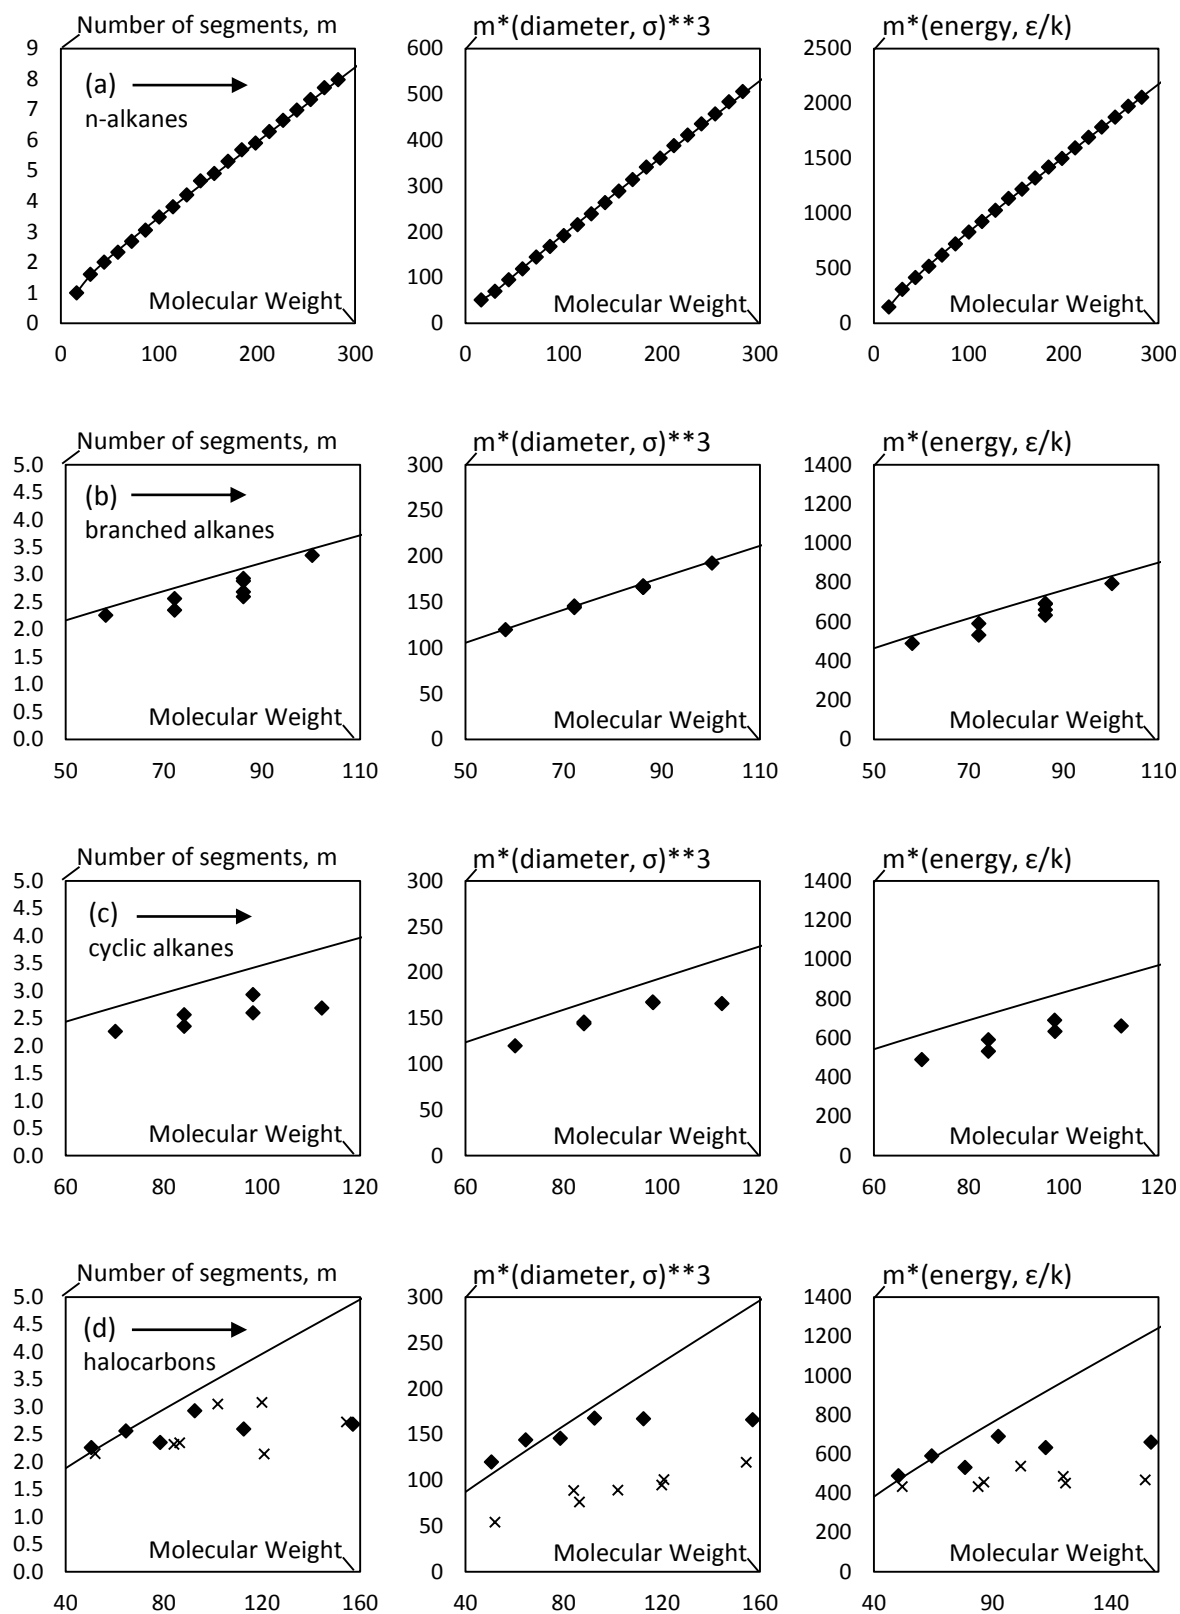 Number of segments, m
9
8
7
6
5
4
3
2
1
0
(a)
n-alkanes
Molecular Weight
0 100 200 300
m*(diameter, σ)**3
600
500
400
300
200
100
0
Molecular Weight
0 100 200 300
m*(energy, ε/k)
2500
2000
1500
1000
500
0
Molecular Weight
0 100 200 300
Number of segments, m
5.0
4.5
4.0
3.5
3.0
2.5
2.0
1.5
1.0
0.5
0.0
(b)
branched alkanes
Molecular Weight
50 70 90 110
m*(diameter, σ)**3
300
250
200
150
100
50
0
Molecular Weight
50 70 90 110
m*(energy, ε/k)
1400
1200
1000
800
600
400
200
0
Molecular Weight
50 70 90 110
Number of segments, m
5.0
4.5
4.0
3.5
3.0
2.5
2.0
1.5
1.0
0.5
0.0
(c)
cyclic alkanes
Molecular Weight
60 80 100 120
m*(diameter, σ)**3
300
250
200
150
100
50
0
Molecular Weight
60 80 100 120
m*(energy, ε/k)
1400
1200
1000
800
600
400
200
0
Molecular Weight
60 80 100 120
Number of segments, m
5.0
4.5
4.0
3.5
3.0
2.5
2.0
1.5
1.0
0.5
0.0
(d)
halocarbons
Molecular Weight
40 80 120 160
m*(diameter, σ)**3
300
250
200
150
100
50
0
Molecular Weight
40 80 120 160
m*(energy, ε/k)
1400
1200
1000
800
600
400
200
0
Molecular Weight
40 90 140